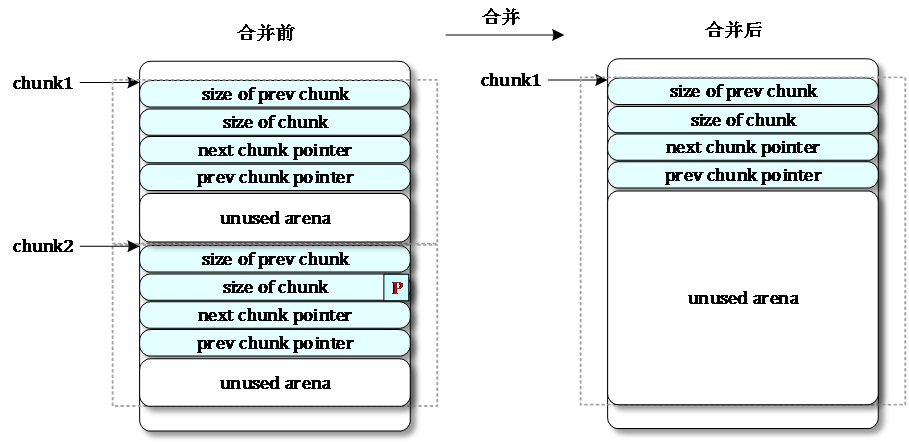 合并前
合并
合并后
chunk1
size of prev chunk
size of chunk
next chunk pointer
prev chunk pointer
unused arena
chunk2
size of prev chunk
size of chunk P
next chunk pointer
prev chunk pointer
unused arena
chunk1
size of prev chunk
size of chunk
next chunk pointer
prev chunk pointer
unused arena